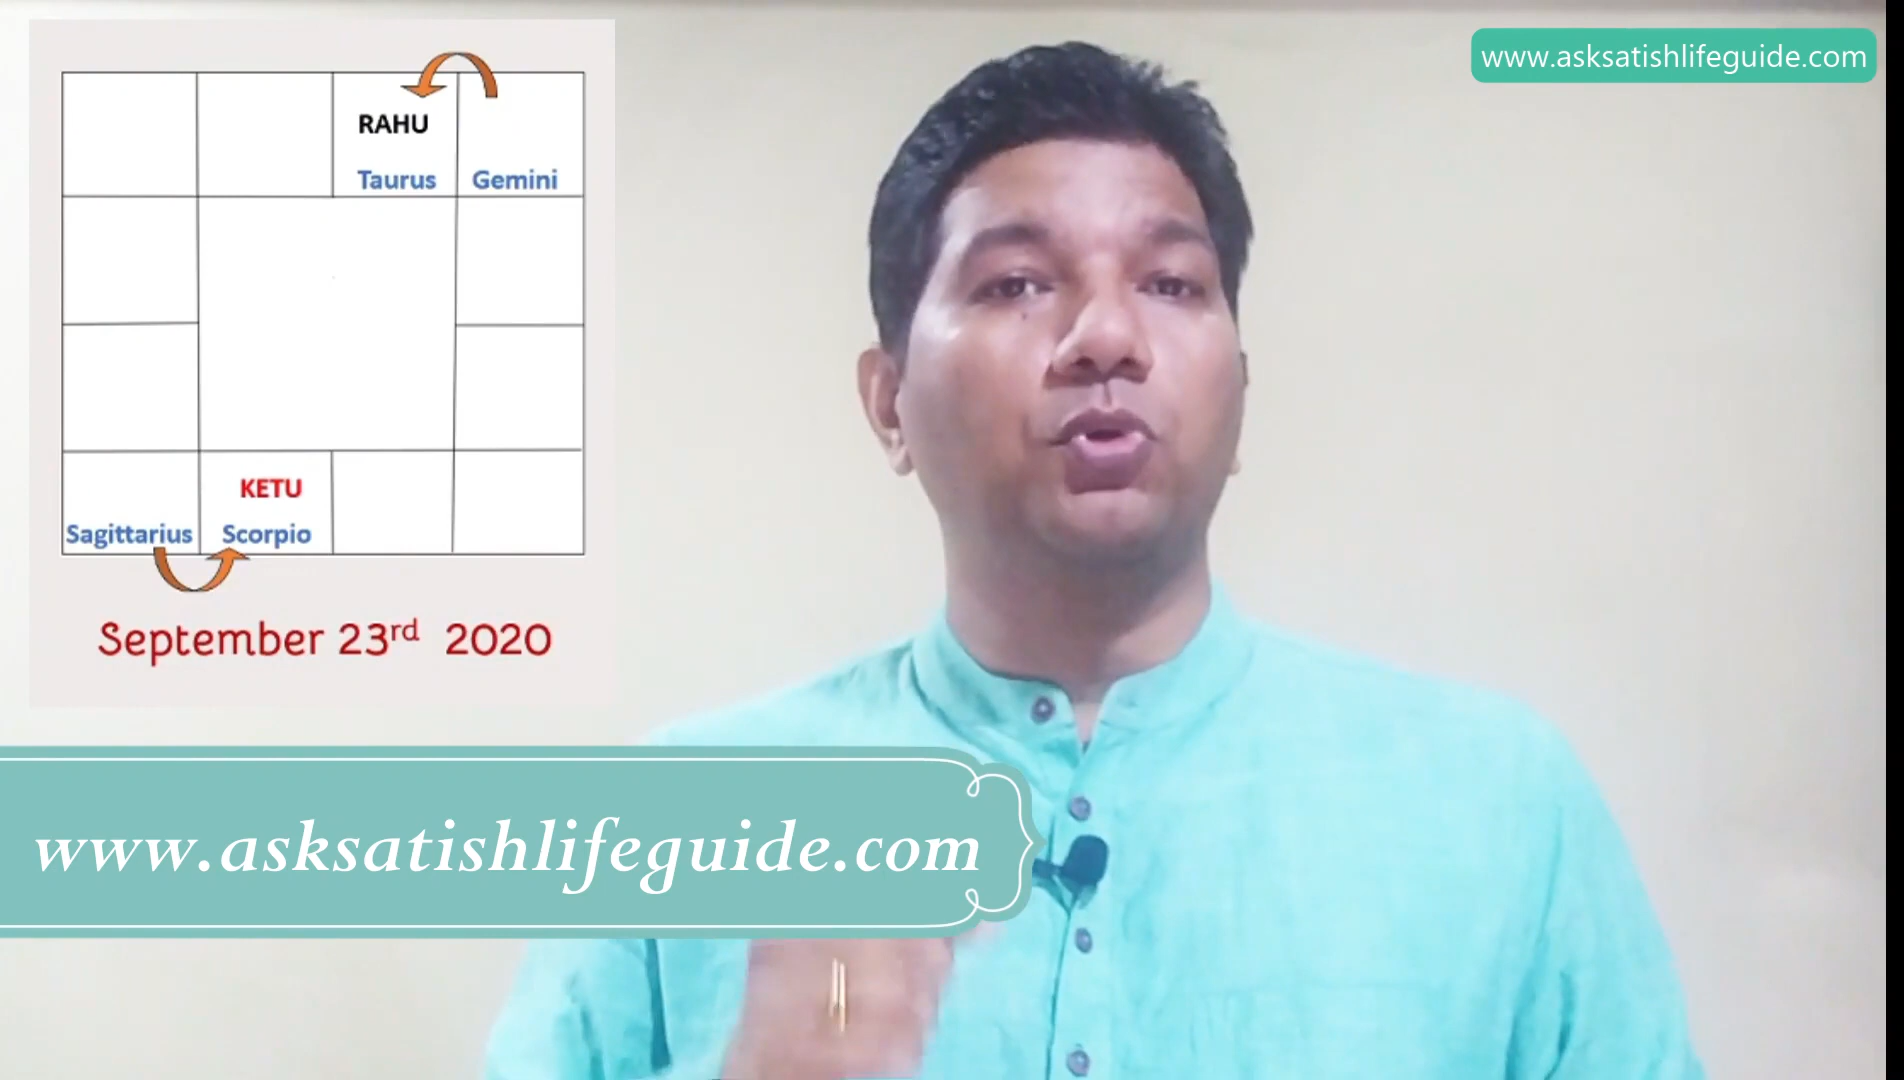 www.asksatishlifeguide.com
RAHU
Taurus Gemini
KETU
Sagittarius Scorpio
September 23rd 2020
www.asksatishlifeguide.com